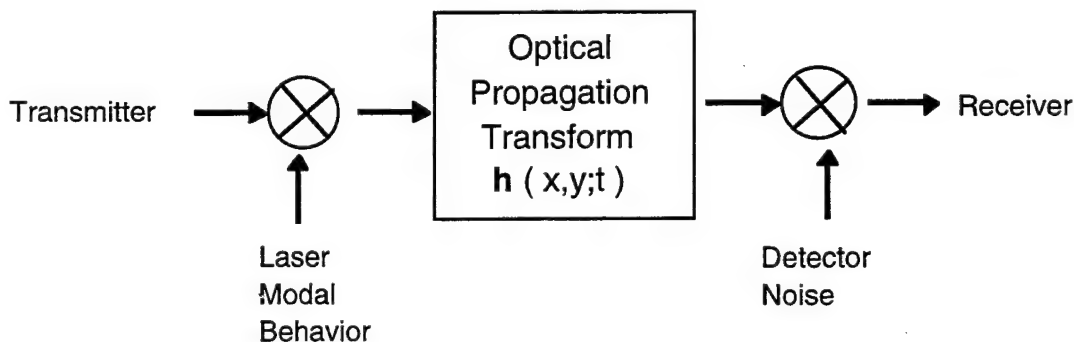 Transmitter
Optical
Propagation
Transform
h ( x,y;t )
Receiver
Laser
Modal
Behavior
Detector
Noise